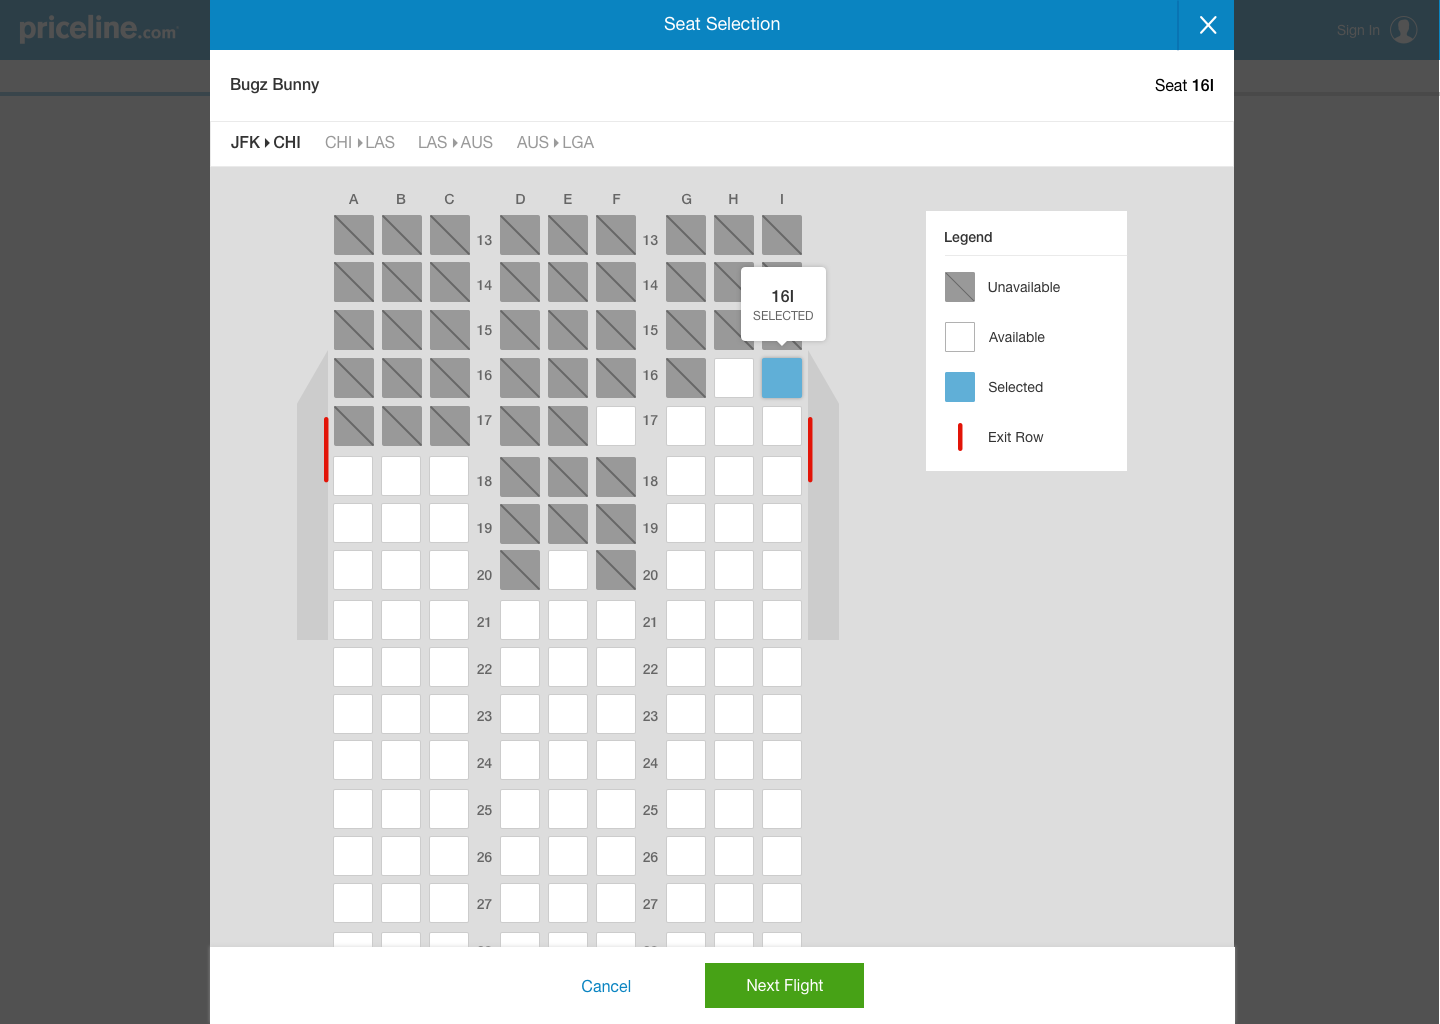 priceline.com
Seat Selection
Sign In
Bugz Bunny
Seat 16I
JFK CHI CHI LAS LAS AUS AUS LGA
A B C D E F G H I
13 13
14 14
15 15
16 16
17 17
18 18
19 19
20 20
21 21
22 22
23 23
24 24
25 25
26 26
27 27
16I
SELECTED
Legend
Unavailable
Available
Selected
Exit Row
Cancel
Next Flight